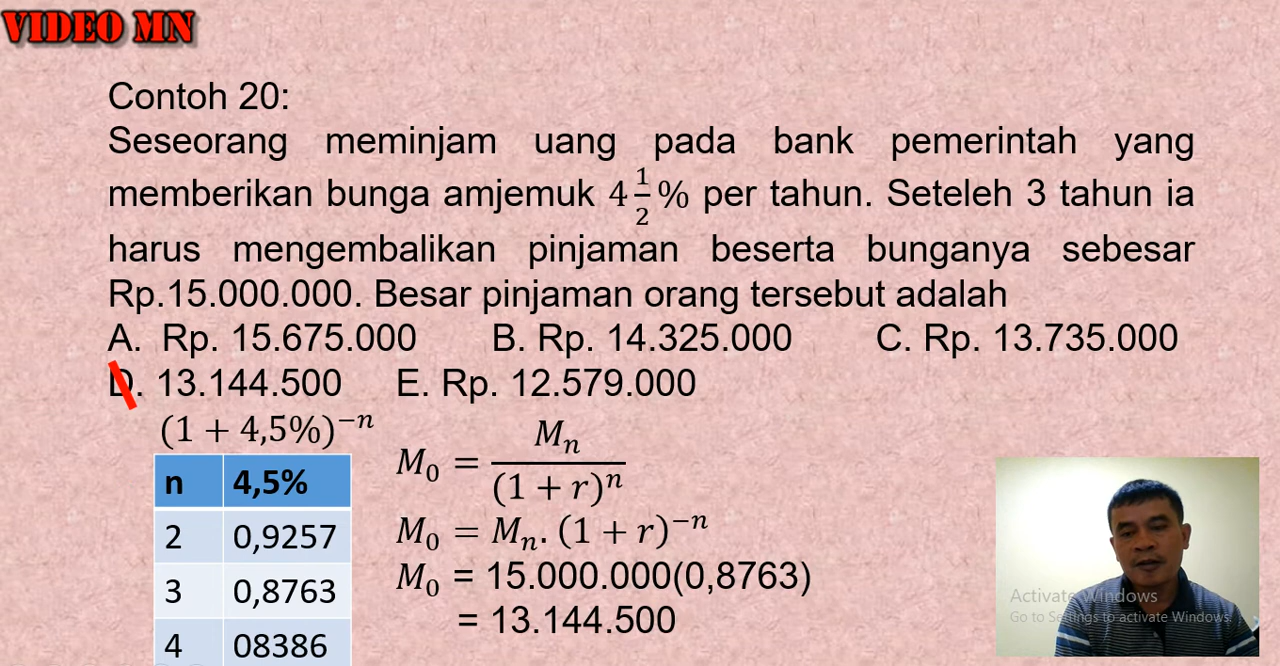 VIDEO MN
Contoh 20:
Seseorang meminjam uang pada bank pemerintah yang
memberikan bunga amjemuk 4 1/2 % per tahun. Seteleh 3 tahun ia
harus mengembalikan pinjaman beserta bunganya sebesar
Rp.15.000.000. Besar pinjaman orang tersebut adalah
A. Rp. 15.675.000 B. Rp. 14.325.000 C. Rp. 13.735.000
D. 13.144.500 E. Rp. 12.579.000
(1 + 4,5%)⁻ⁿ
n 4,5%
2 0,9257
3 0,8763
4 08386
M₀ = Mₙ / (1 + r)ⁿ
M₀ = Mₙ. (1 + r)⁻ⁿ
M₀ = 15.000.000(0,8763)
= 13.144.500
Activate Windows
Go to Settings to activate Windows.